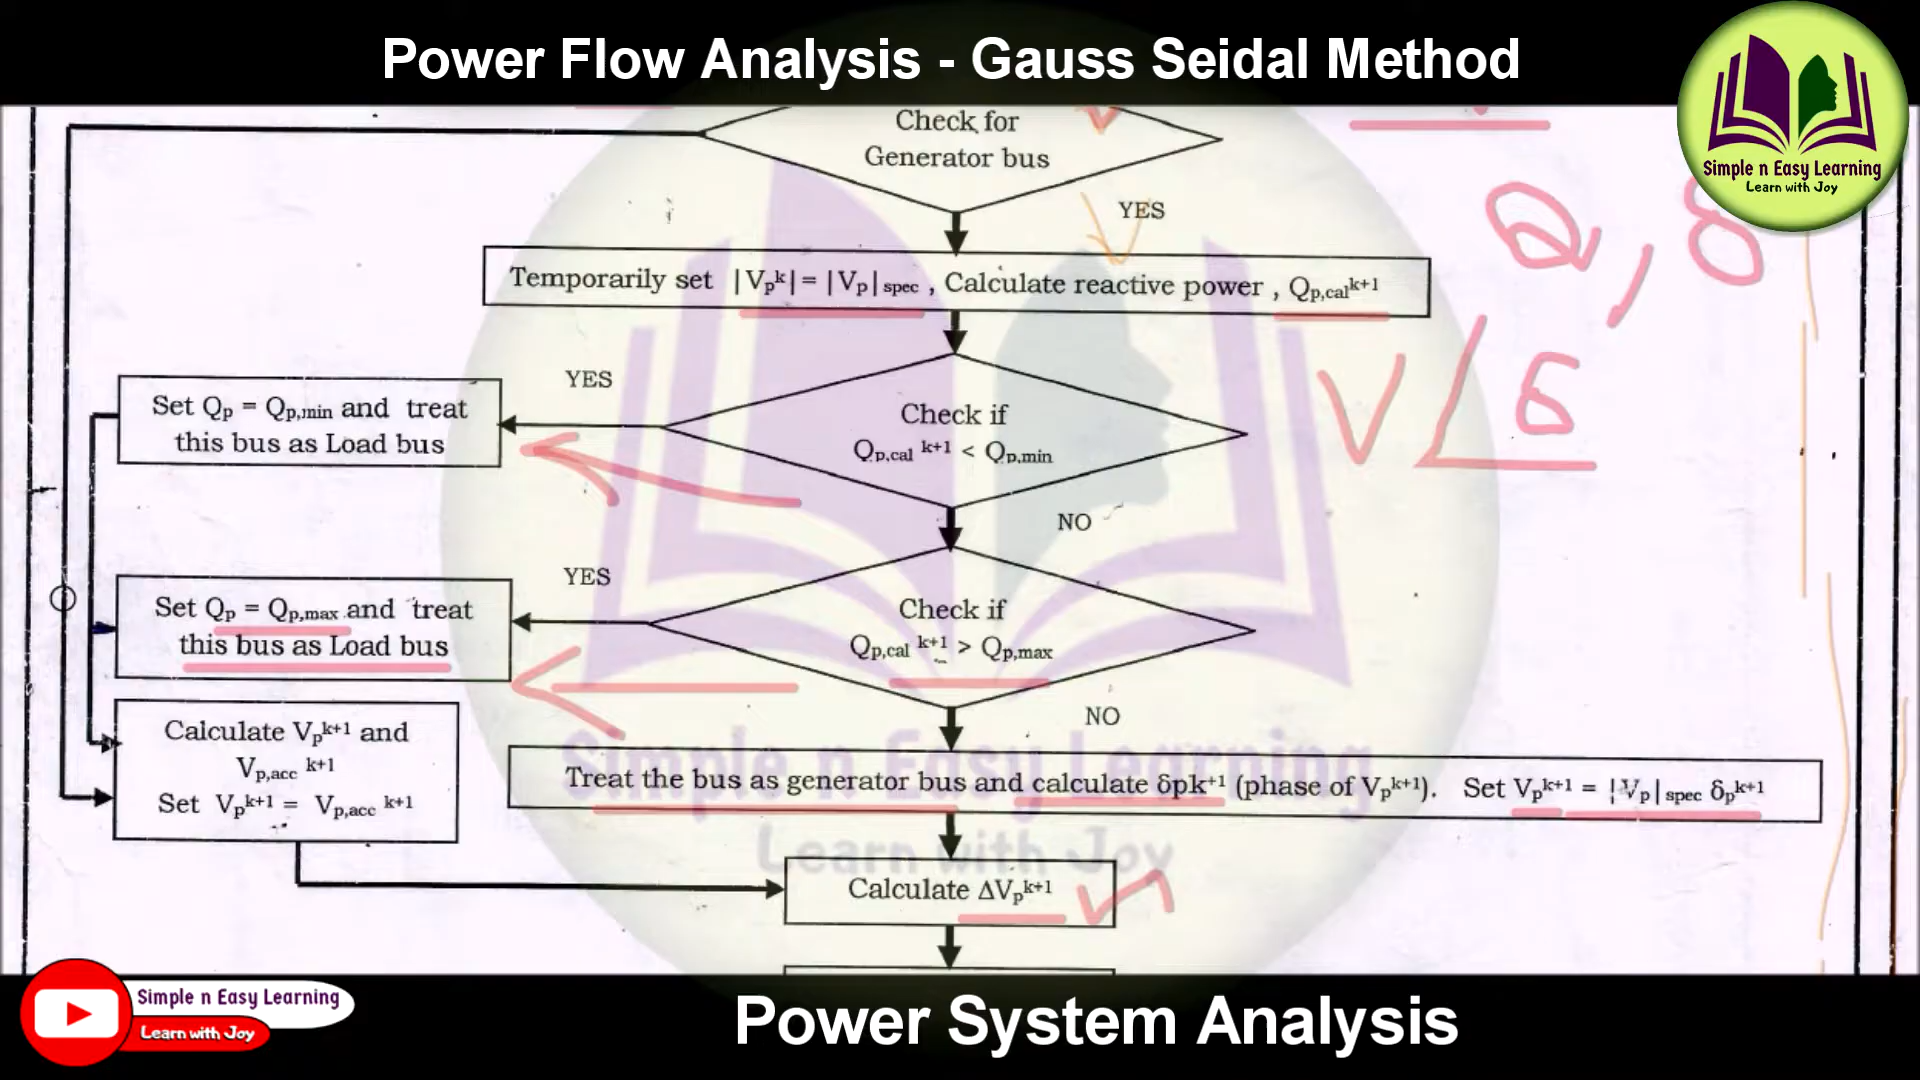 Power Flow Analysis - Gauss Seidal Method
Simple n Easy Learning
Learn with Joy
Check for
Generator bus
YES
Q, δ
Temporarily set |Vpᵏ| = |Vp| spec , Calculate reactive power , Qp,calᵏ⁺¹
V∠δ
YES
Set Qp = Qp,min and treat
this bus as Load bus
Check if
Qp,cal ᵏ⁺¹ < Qp,min
NO
YES
Set Qp = Qp,max and treat
this bus as Load bus
Check if
Qp,cal ᵏ⁺¹ > Qp,max
NO
Calculate Vpᵏ⁺¹ and
Vp,acc ᵏ⁺¹
Set Vpᵏ⁺¹ = Vp,acc ᵏ⁺¹
Treat the bus as generator bus and calculate δpᵏ⁺¹ (phase of Vpᵏ⁺¹). Set Vpᵏ⁺¹ = |Vp| spec δpᵏ⁺¹
Simple n Easy Learning
Learn with Joy
Calculate ΔVpᵏ⁺¹
Simple n Easy Learning
Learn with Joy
Power System Analysis